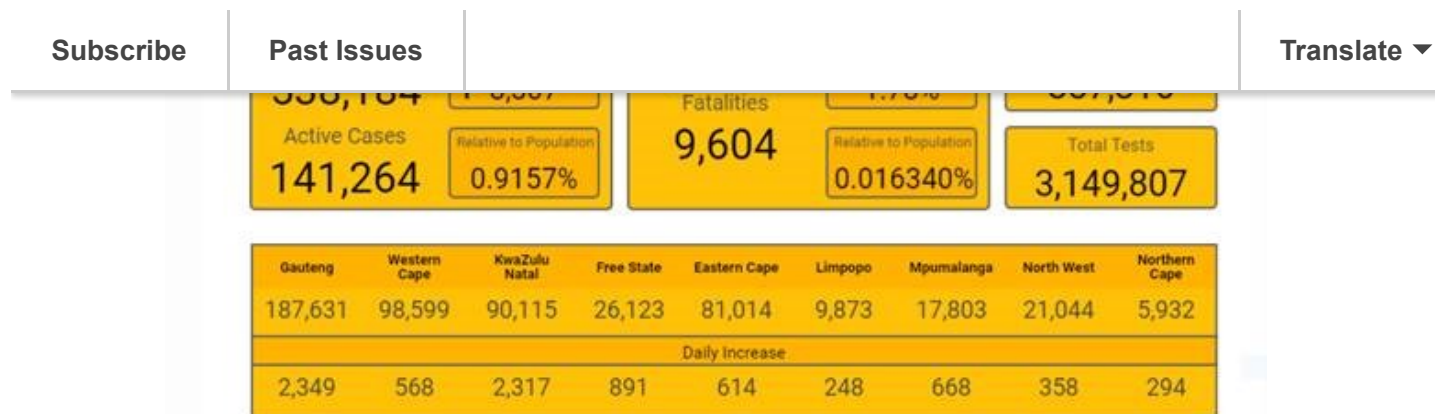 Subscribe Past Issues Translate
Fatalities
Active Cases Relative to Population 9,604 Relative to Population Total Tests
141,264 0.9157% 0.016340% 3,149,807
Gauteng Western Cape KwaZulu Natal Free State Eastern Cape Limpopo Mpumalanga North West Northern Cape
187,631 98,599 90,115 26,123 81,014 9,873 17,803 21,044 5,932
Daily Increase
2,349 568 2,317 891 614 248 668 358 294